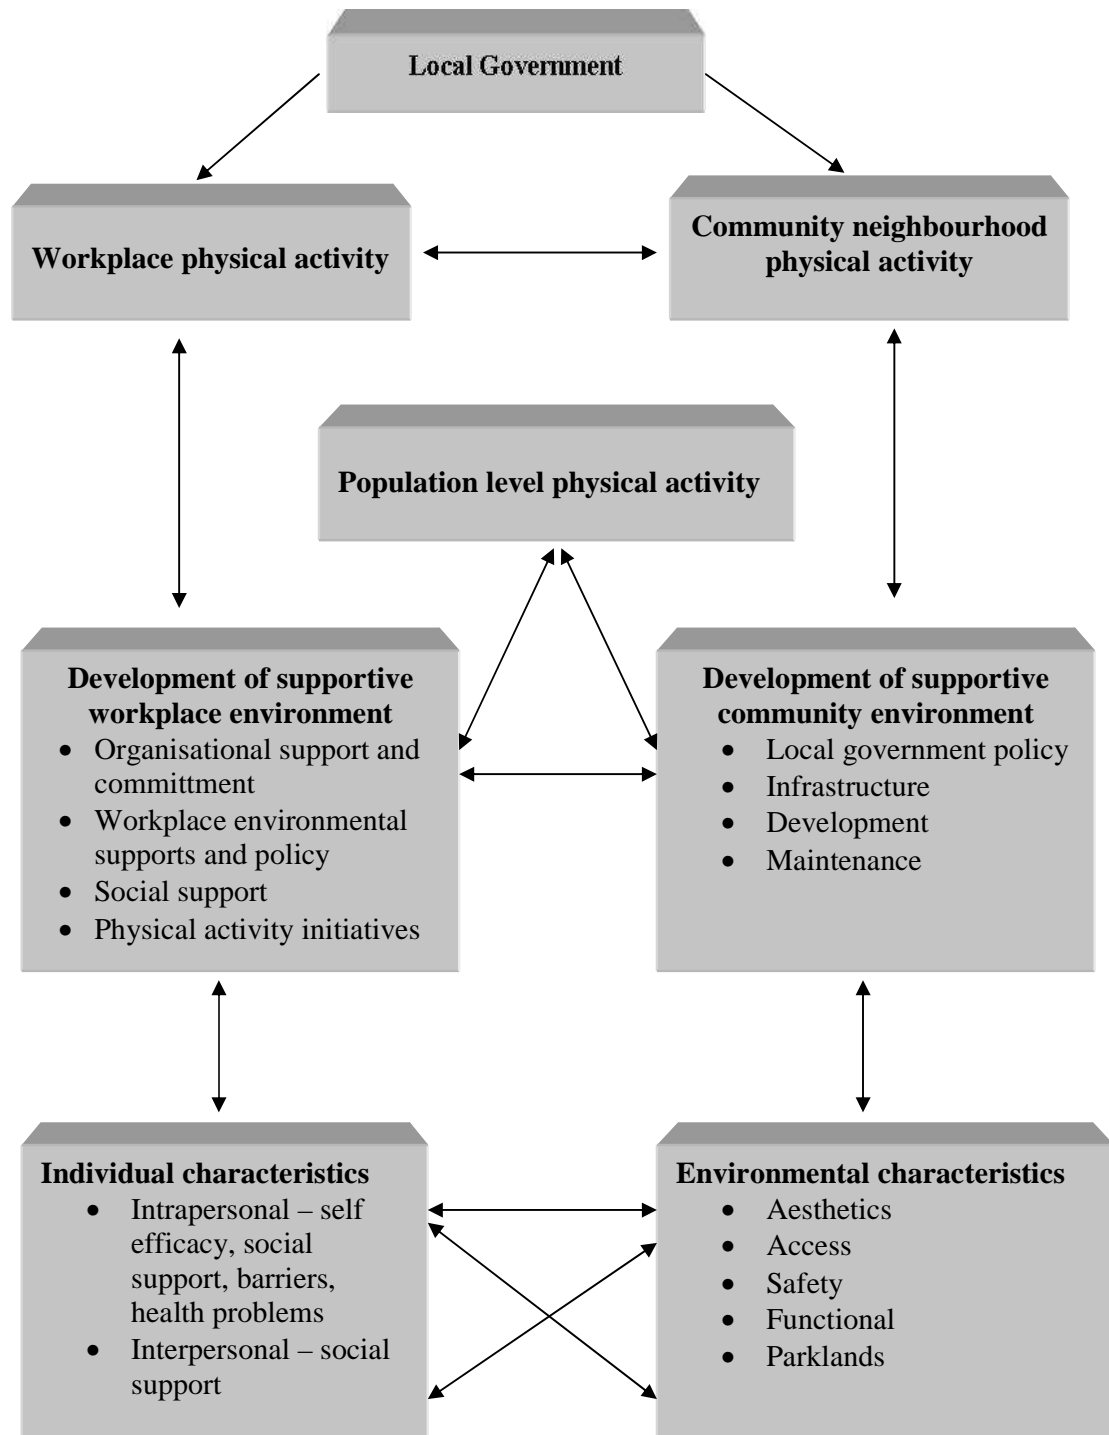 Local Government
Workplace physical activity
Community neighbourhood
physical activity
Population level physical activity
Development of supportive
workplace environment
• Organisational support and
committment
• Workplace environmental
supports and policy
• Social support
• Physical activity initiatives
Development of supportive
community environment
• Local government policy
• Infrastructure
• Development
• Maintenance
Individual characteristics
• Intrapersonal – self
efficacy, social
support, barriers,
health problems
• Interpersonal – social
support
Environmental characteristics
• Aesthetics
• Access
• Safety
• Functional
• Parklands